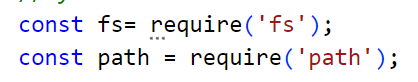 const fs= require('fs');
const path = require('path');